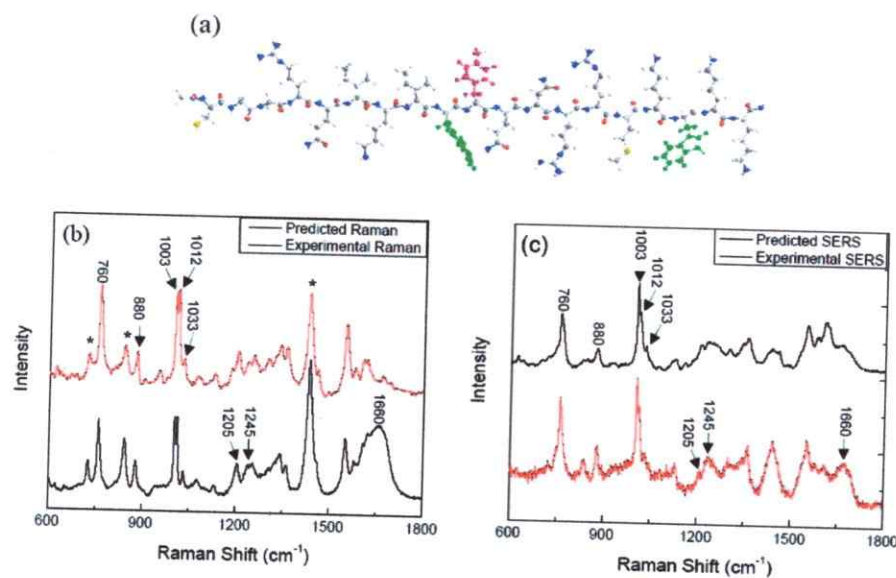 (a)
(b)
Predicted Raman
Experimental Raman
760
*
*
880
1003
1012
1033
*
1205
1245
1660
Intensity
600
900
1200
1500
1800
Raman Shift (cm⁻¹)
(c)
Predicted SERS
Experimental SERS
760
880
1003
1012
1033
1205
1245
1660
Intensity
600
900
1200
1500
1800
Raman Shift (cm⁻¹)